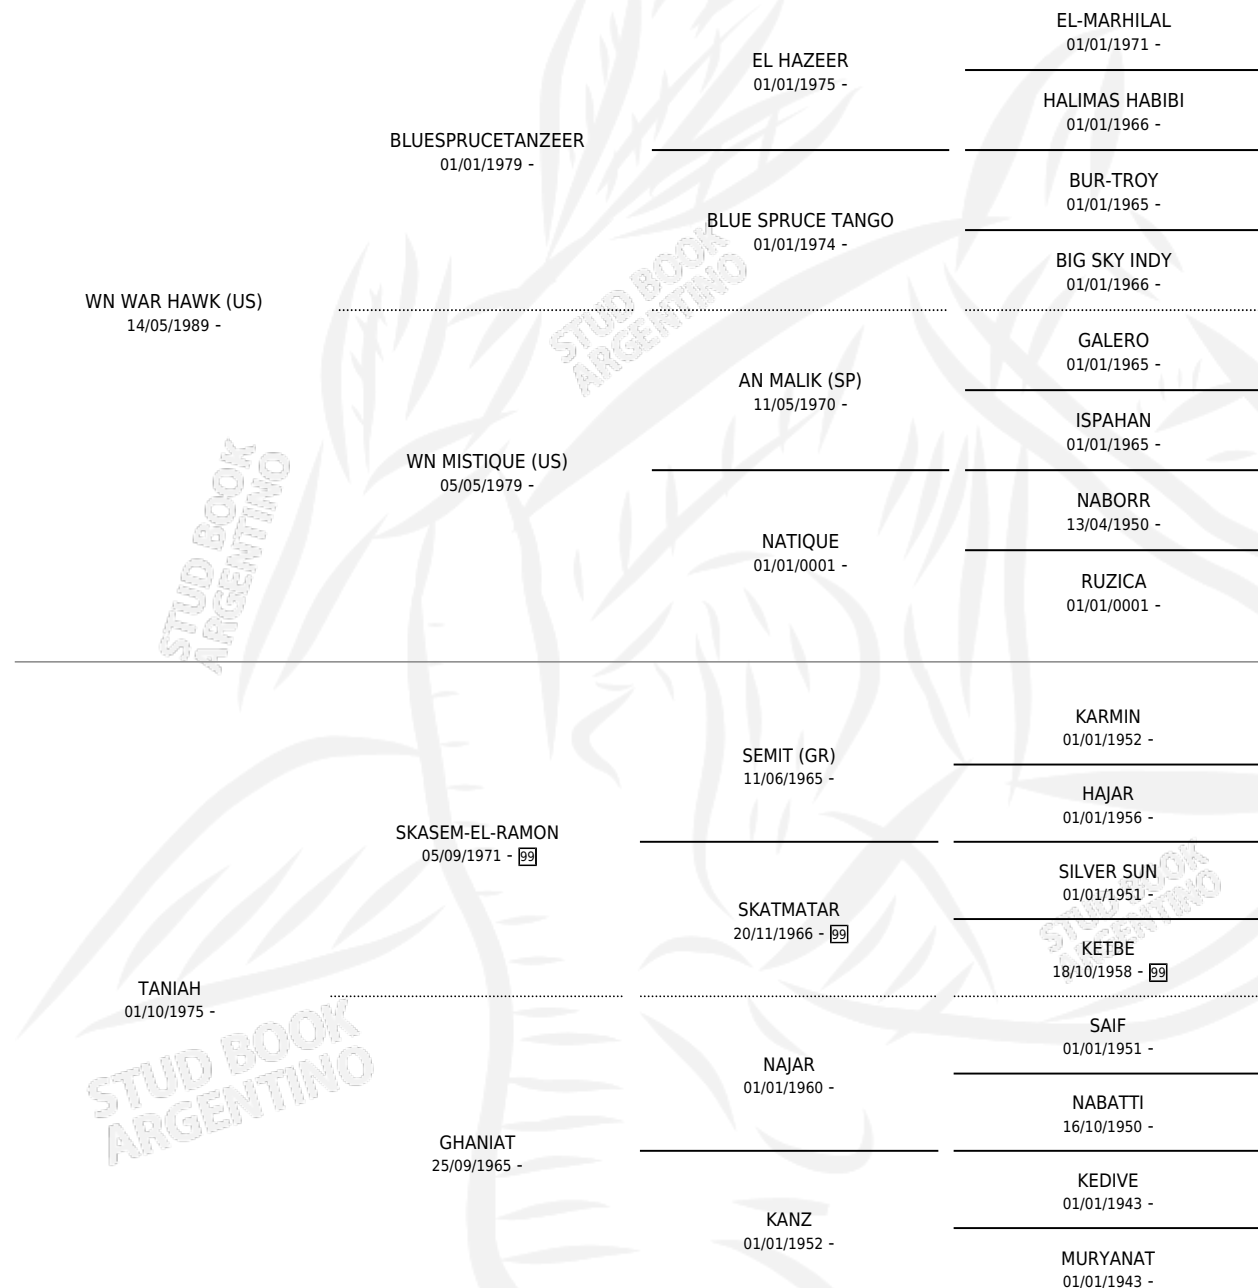 EL-MARHILAL
01/01/1971 -
EL HAZEER
01/01/1975 -
HALIMAS HABIBI
01/01/1966 -
BLUESPRUCETANZEER
01/01/1979 -
BUR-TROY
01/01/1965 -
BLUE SPRUCE TANGO
01/01/1974 -
BIG SKY INDY
01/01/1966 -
WN WAR HAWK (US)
14/05/1989 -
GALERO
01/01/1965 -
AN MALIK (SP)
11/05/1970 -
ISPAHAN
01/01/1965 -
WN MISTIQUE (US)
05/05/1979 -
NABORR
13/04/1950 -
NATIQUE
01/01/0001 -
RUZICA
01/01/0001 -
KARMIN
01/01/1952 -
SEMIT (GR)
11/06/1965 -
HAJAR
01/01/1956 -
SKASEM-EL-RAMON
05/09/1971 - 99
SILVER SUN
01/01/1951 -
SKATMATAR
20/11/1966 - 99
KETBE
18/10/1958 - 99
TANIAH
01/10/1975 -
SAIF
01/01/1951 -
NAJAR
01/01/1960 -
NABATTI
16/10/1950 -
GHANIAT
25/09/1965 -
KEDIVE
01/01/1943 -
KANZ
01/01/1952 -
MURYANAT
01/01/1943 -
STUD BOOK
ARGENTINO
STUD BOOK
ARGENTINO
STUD BOOK
ARGENTINO
STUD BOOK
ARGENTINO